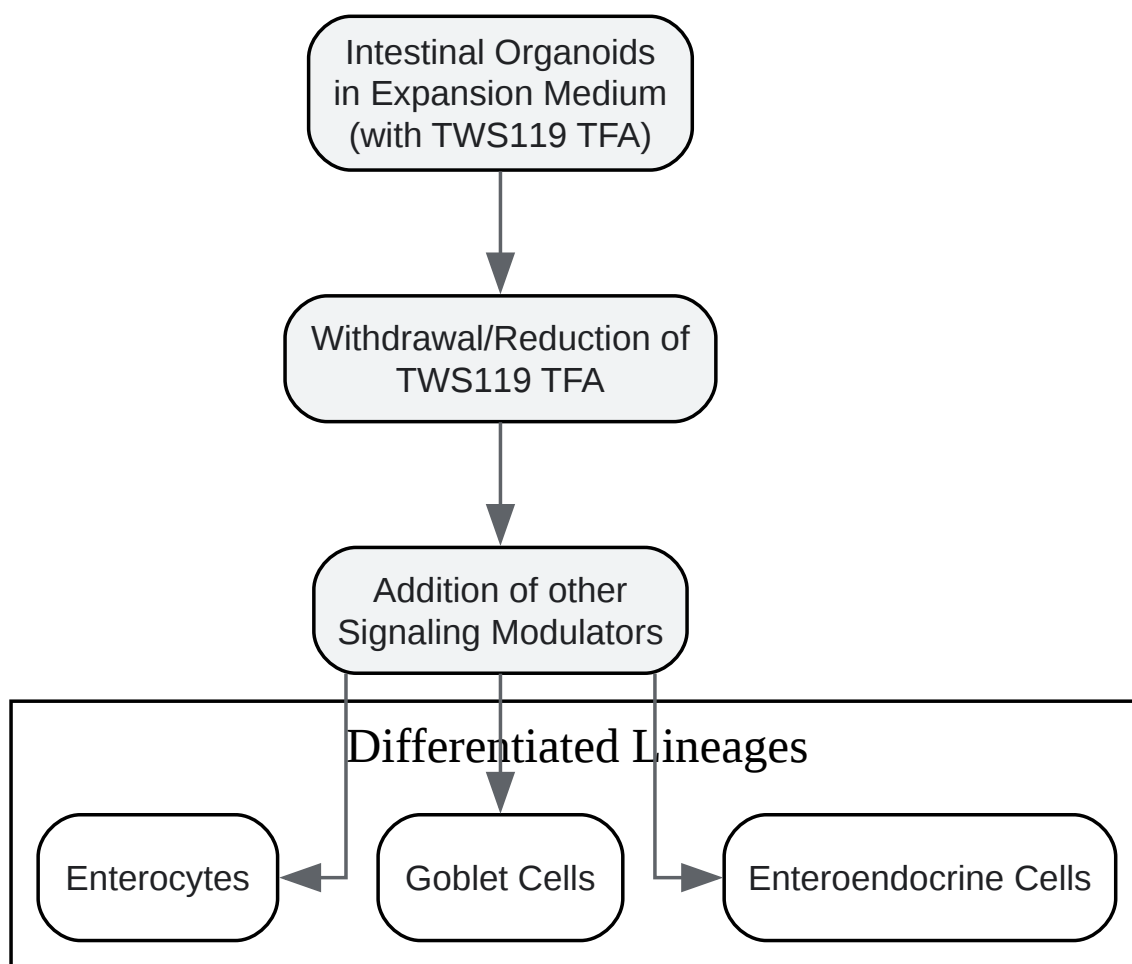 Intestinal Organoids
in Expansion Medium
(with TWS119 TFA)
Withdrawal/Reduction of
TWS119 TFA
Addition of other
Signaling Modulators
Differentiated Lineages
Enterocytes
Goblet Cells
Enteroendocrine Cells